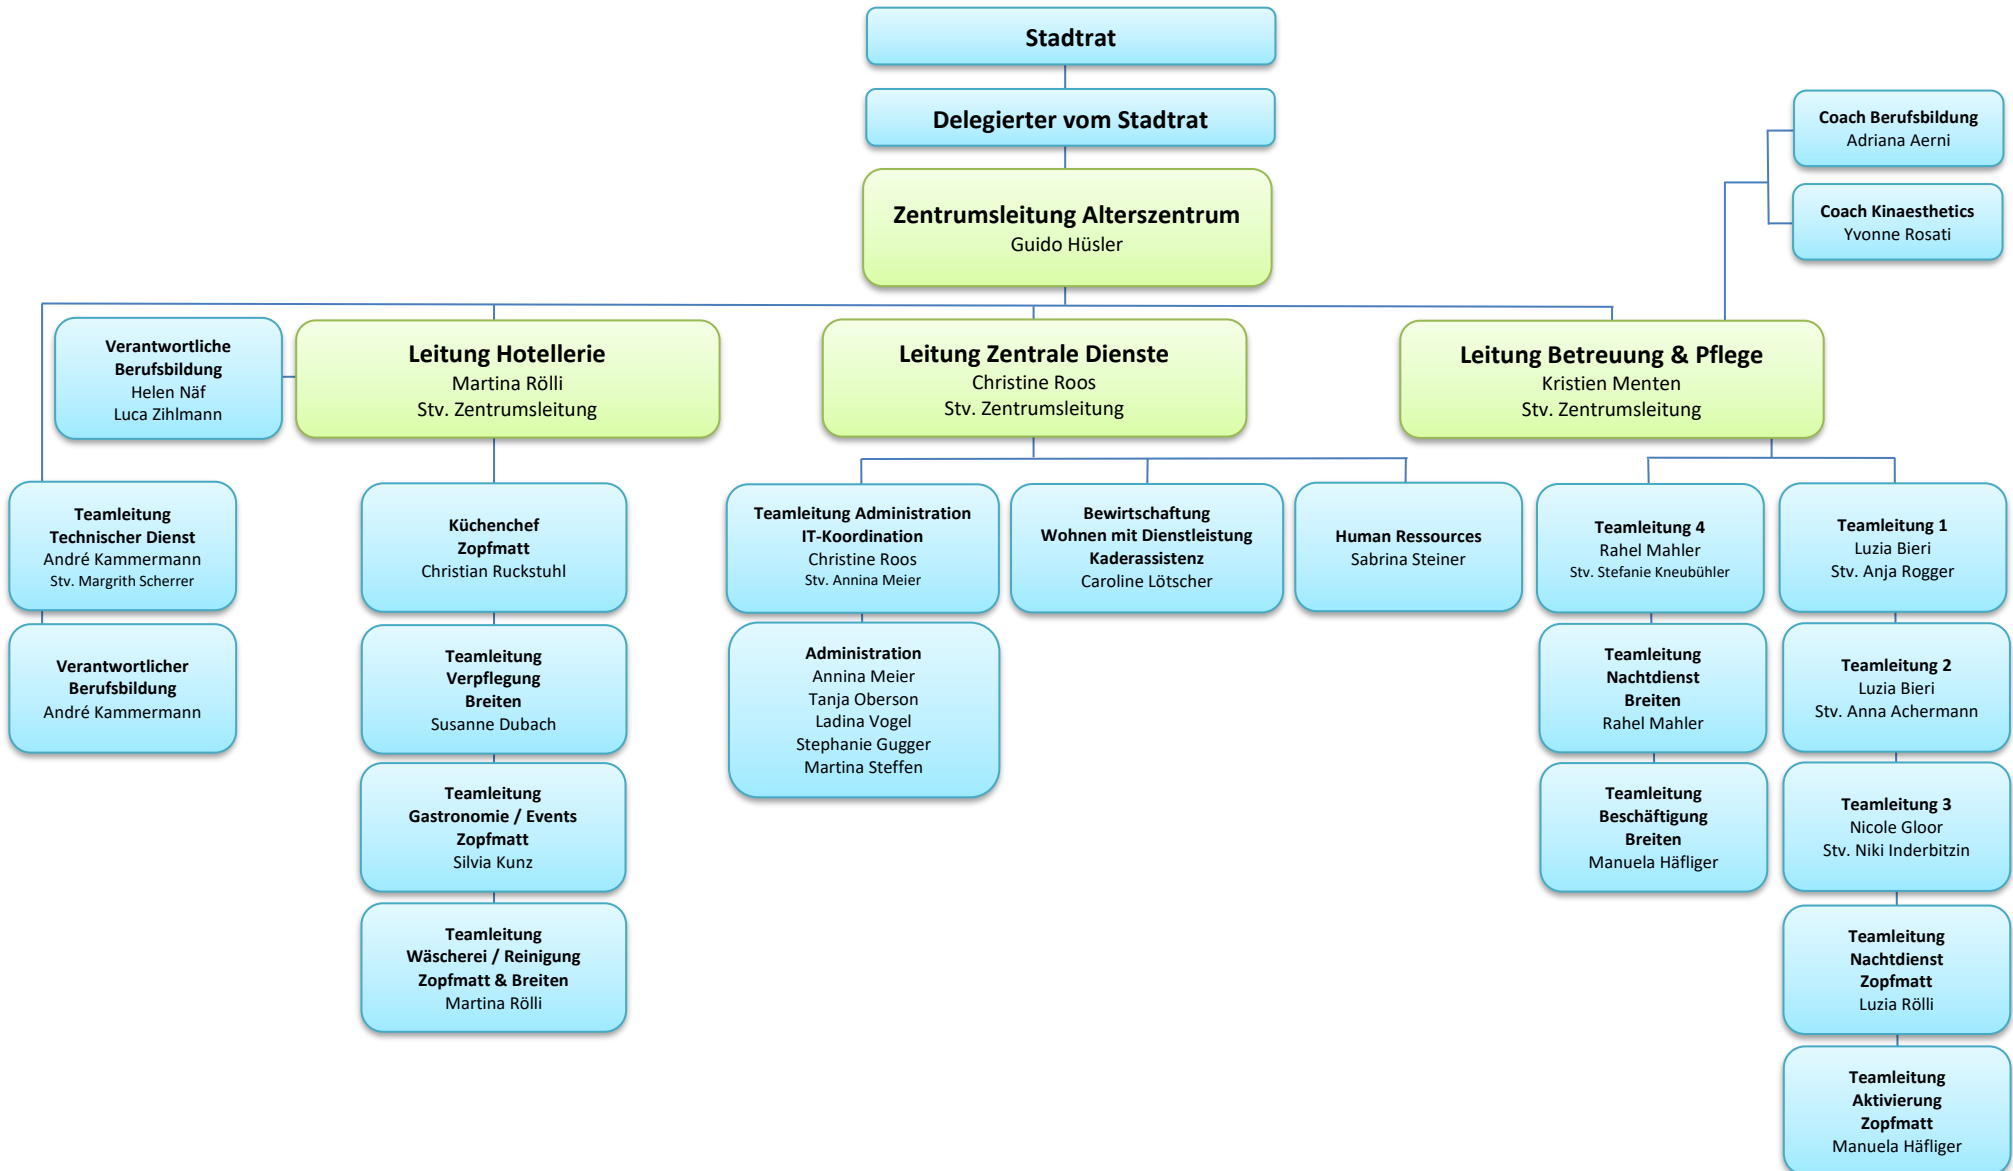 Stadtrat
Delegierter vom Stadtrat
Coach Berufsbildung
Adriana Aerni
Coach Kinaesthetics
Yvonne Rosati
Zentrumsleitung Alterszentrum
Guido Hüsler
Verantwortliche
Berufsbildung
Helen Näf
Luca Zihlmann
Leitung Hotellerie
Martina Rölli
Stv. Zentrumsleitung
Leitung Zentrale Dienste
Christine Roos
Stv. Zentrumsleitung
Leitung Betreuung & Pflege
Kristien Menten
Stv. Zentrumsleitung
Teamleitung
Technischer Dienst
André Kammermann
Stv. Margrith Scherrer
Verantwortlicher
Berufsbildung
André Kammermann
Küchenchef
Zopfmatt
Christian Ruckstuhl
Teamleitung
Verpflegung
Breiten
Susanne Dubach
Teamleitung
Gastronomie / Events
Zopfmatt
Silvia Kunz
Teamleitung
Wäscherei / Reinigung
Zopfmatt & Breiten
Martina Rölli
Teamleitung Administration
IT-Koordination
Christine Roos
Stv. Annina Meier
Administration
Annina Meier
Tanja Oberson
Ladina Vogel
Stephanie Gugger
Martina Steffen
Bewirtschaftung
Wohnen mit Dienstleistung
Kaderassistenz
Caroline Lötscher
Human Ressources
Sabrina Steiner
Teamleitung 4
Rahel Mahler
Stv. Stefanie Kneubühler
Teamleitung
Nachtdienst
Breiten
Rahel Mahler
Teamleitung
Beschäftigung
Breiten
Manuela Häfliger
Teamleitung 1
Luzia Bieri
Stv. Anja Rogger
Teamleitung 2
Luzia Bieri
Stv. Anna Achermann
Teamleitung 3
Nicole Gloor
Stv. Niki Inderbitzin
Teamleitung
Nachtdienst
Zopfmatt
Luzia Rölli
Teamleitung
Aktivierung
Zopfmatt
Manuela Häfliger